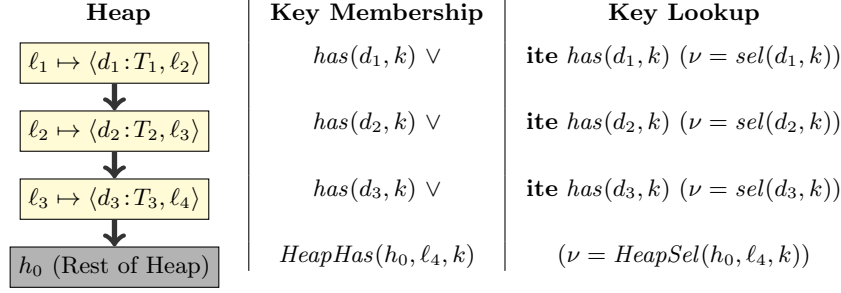 Heap Key Membership Key Lookup
ℓ₁ ↦ ⟨d₁:T₁, ℓ₂⟩ has(d₁, k) ∨ ite has(d₁, k) (ν = sel(d₁, k))
ℓ₂ ↦ ⟨d₂:T₂, ℓ₃⟩ has(d₂, k) ∨ ite has(d₂, k) (ν = sel(d₂, k))
ℓ₃ ↦ ⟨d₃:T₃, ℓ₄⟩ has(d₃, k) ∨ ite has(d₃, k) (ν = sel(d₃, k))
h₀ (Rest of Heap) HeapHas(h₀, ℓ₄, k) (ν = HeapSel(h₀, ℓ₄, k))